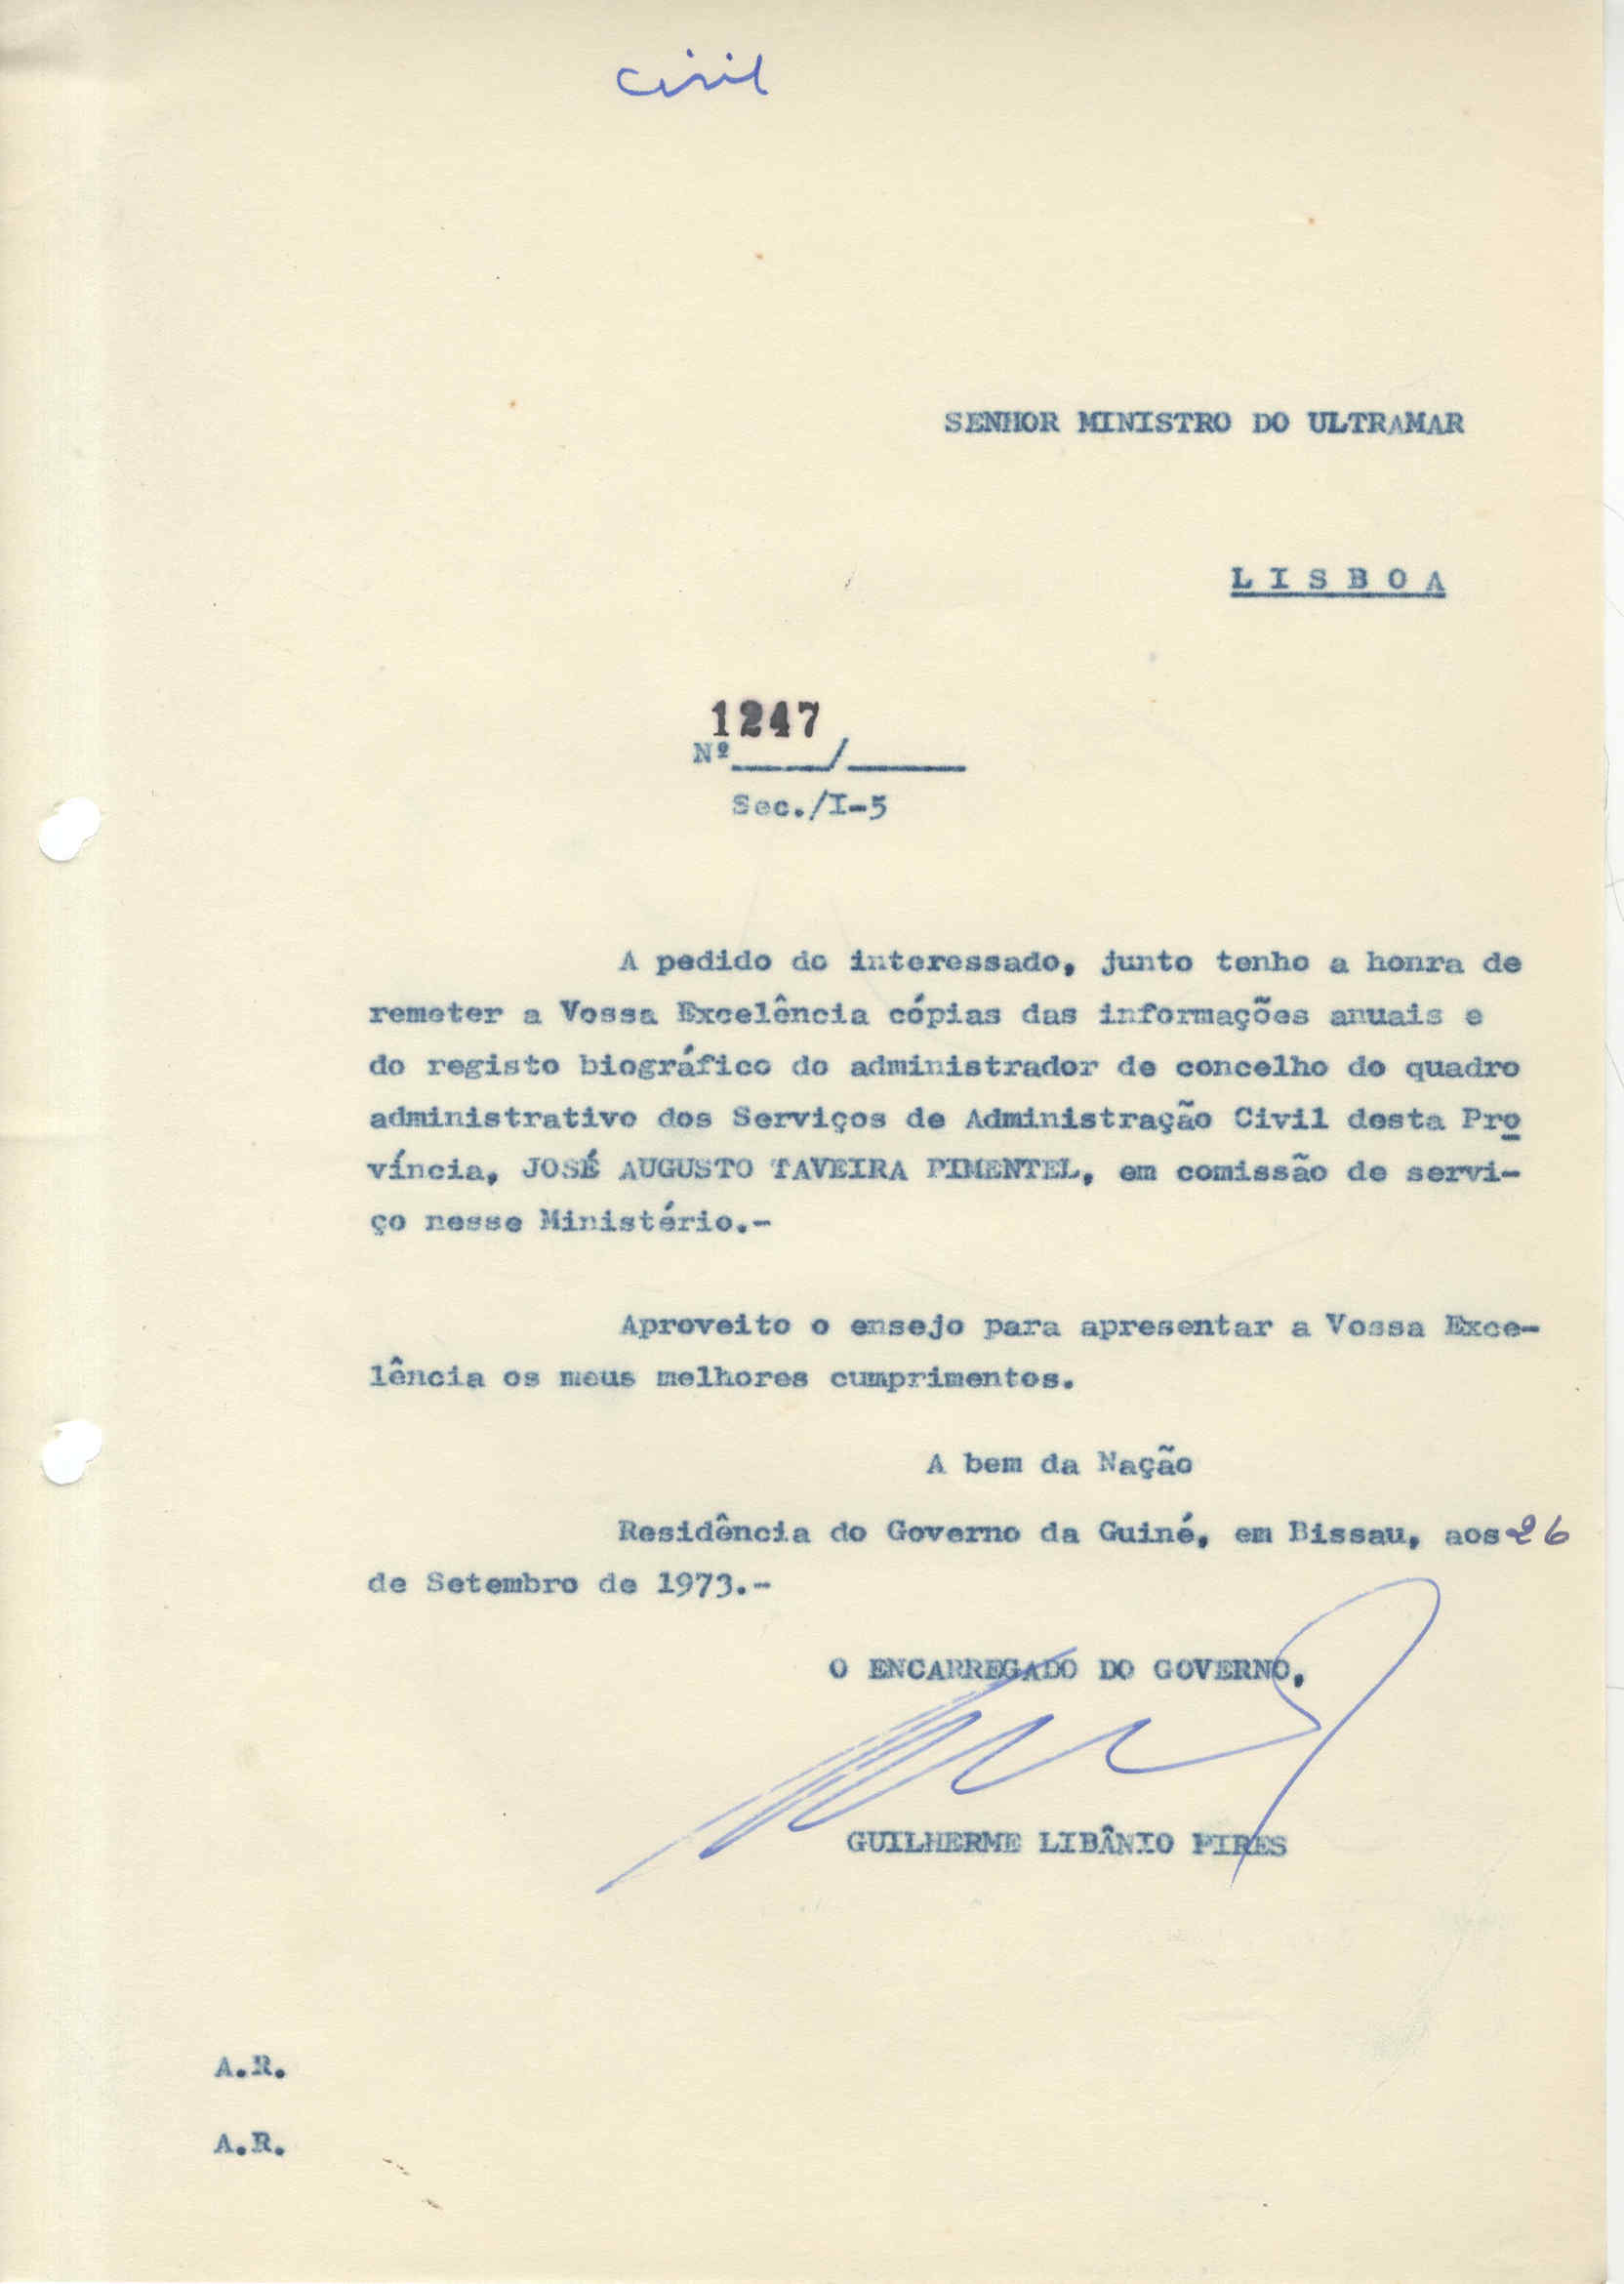 Civil
SENHOR MINISTRO DO ULTRAMAR
LISBOA
1247
Nº____/_____
Sec./I-5
A pedido do interessado, junto tenho a honra de
remeter a Vossa Excelência cópias das informações anuais e
do registo biográfico do administrador de concelho do quadro
administrativo dos Serviços de Administração Civil desta Pro
víncia, JOSÉ AUGUSTO TAVEIRA PIMENTEL, em comissão de servi-
ço nesse Ministério.-
Aproveito o ensejo para apresentar a Vossa Exce-
lência os meus melhores cumprimentos.
A bem da Nação
Residência do Governo da Guiné, em Bissau, aos 26
de Setembro de 1973.-
O ENCARREGADO DO GOVERNO,
GUILHERME LIBÂNIO PIRES
A.R.
A.R.